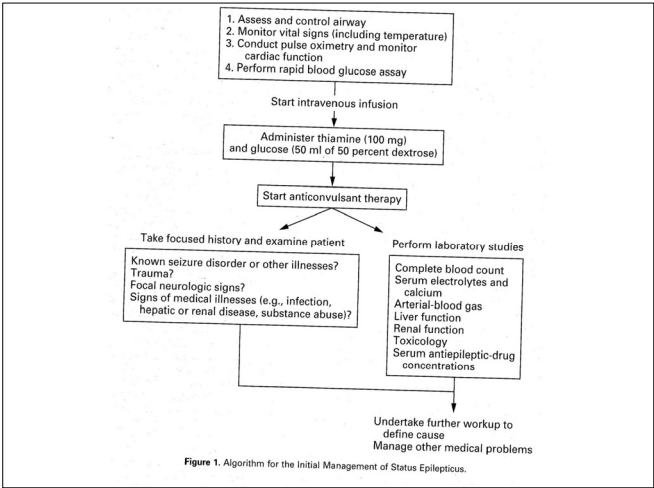 1. Assess and control airway
2. Monitor vital signs (including temperature)
3. Conduct pulse oximetry and monitor
cardiac function
4. Perform rapid blood glucose assay
Start intravenous infusion
Administer thiamine (100 mg)
and glucose (50 ml of 50 percent dextrose)
Start anticonvulsant therapy
Take focused history and examine patient
Known seizure disorder or other illnesses?
Trauma?
Focal neurologic signs?
Signs of medical illnesses (e.g., infection,
hepatic or renal disease, substance abuse)?
Perform laboratory studies
Complete blood count
Serum electrolytes and
calcium
Arterial-blood gas
Liver function
Renal function
Toxicology
Serum antiepileptic-drug
concentrations
Undertake further workup to
define cause
Manage other medical problems
Figure 1. Algorithm for the Initial Management of Status Epilepticus.